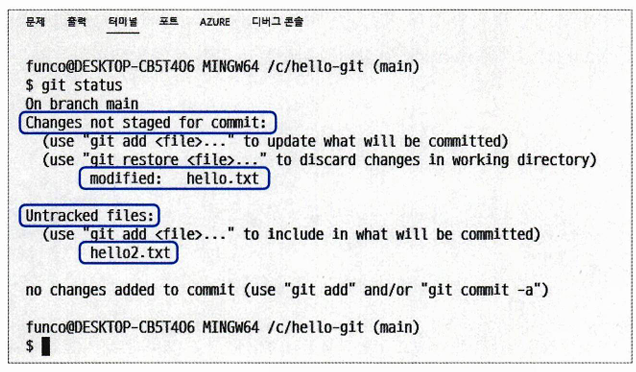 문제 출력 터미널 포트 AZURE 디버그 콘솔
funco@DESKTOP-CB5T4O6 MINGW64 /c/hello-git (main)
$ git status
On branch main
Changes not staged for commit:
(use "git add <file>..." to update what will be committed)
(use "git restore <file>..." to discard changes in working directory)
modified: hello.txt
Untracked files:
(use "git add <file>..." to include in what will be committed)
hello2.txt
no changes added to commit (use "git add" and/or "git commit -a")
funco@DESKTOP-CB5T4O6 MINGW64 /c/hello-git (main)
$